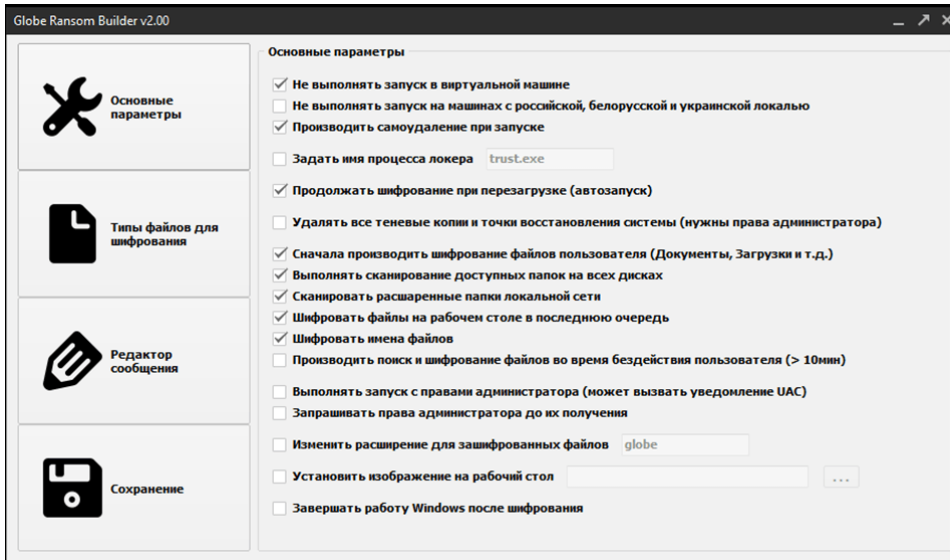 Globe Ransom Builder v2.00
Основные
параметры
Типы файлов для
шифрования
Редактор
сообщения
Сохранение
Основные параметры
Не выполнять запуск в виртуальной машине
Не выполнять запуск на машинах с российской, белорусской и украинской локалью
Производить самоудаление при запуске
Задать имя процесса локера trust.exe
Продолжать шифрование при перезагрузке (автозапуск)
Удалять все теневые копии и точки восстановления системы (нужны права администратора)
Сначала производить шифрование файлов пользователя (Документы, Загрузки и т.д.)
Выполнять сканирование доступных папок на всех дисках
Сканировать расшаренные папки локальной сети
Шифровать файлы на рабочем столе в последнюю очередь
Шифровать имена файлов
Производить поиск и шифрование файлов во время бездействия пользователя (> 10мин)
Выполнять запуск с правами администратора (может вызвать уведомление UAC)
Запрашивать права администратора до их получения
Изменить расширение для зашифрованных файлов globe
Установить изображение на рабочий стол ...
Завершать работу Windows после шифрования